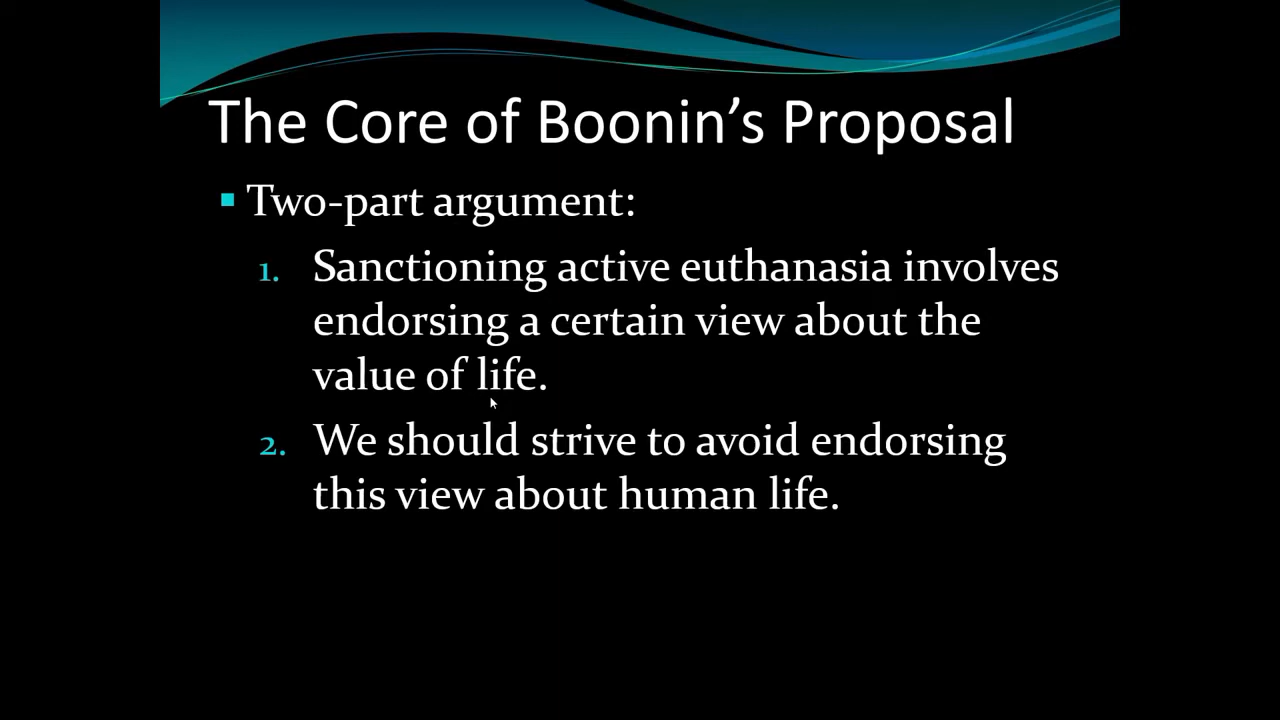 The Core of Boonin’s Proposal
▪ Two-part argument:
1. Sanctioning active euthanasia involves
endorsing a certain view about the
value of life.
2. We should strive to avoid endorsing
this view about human life.